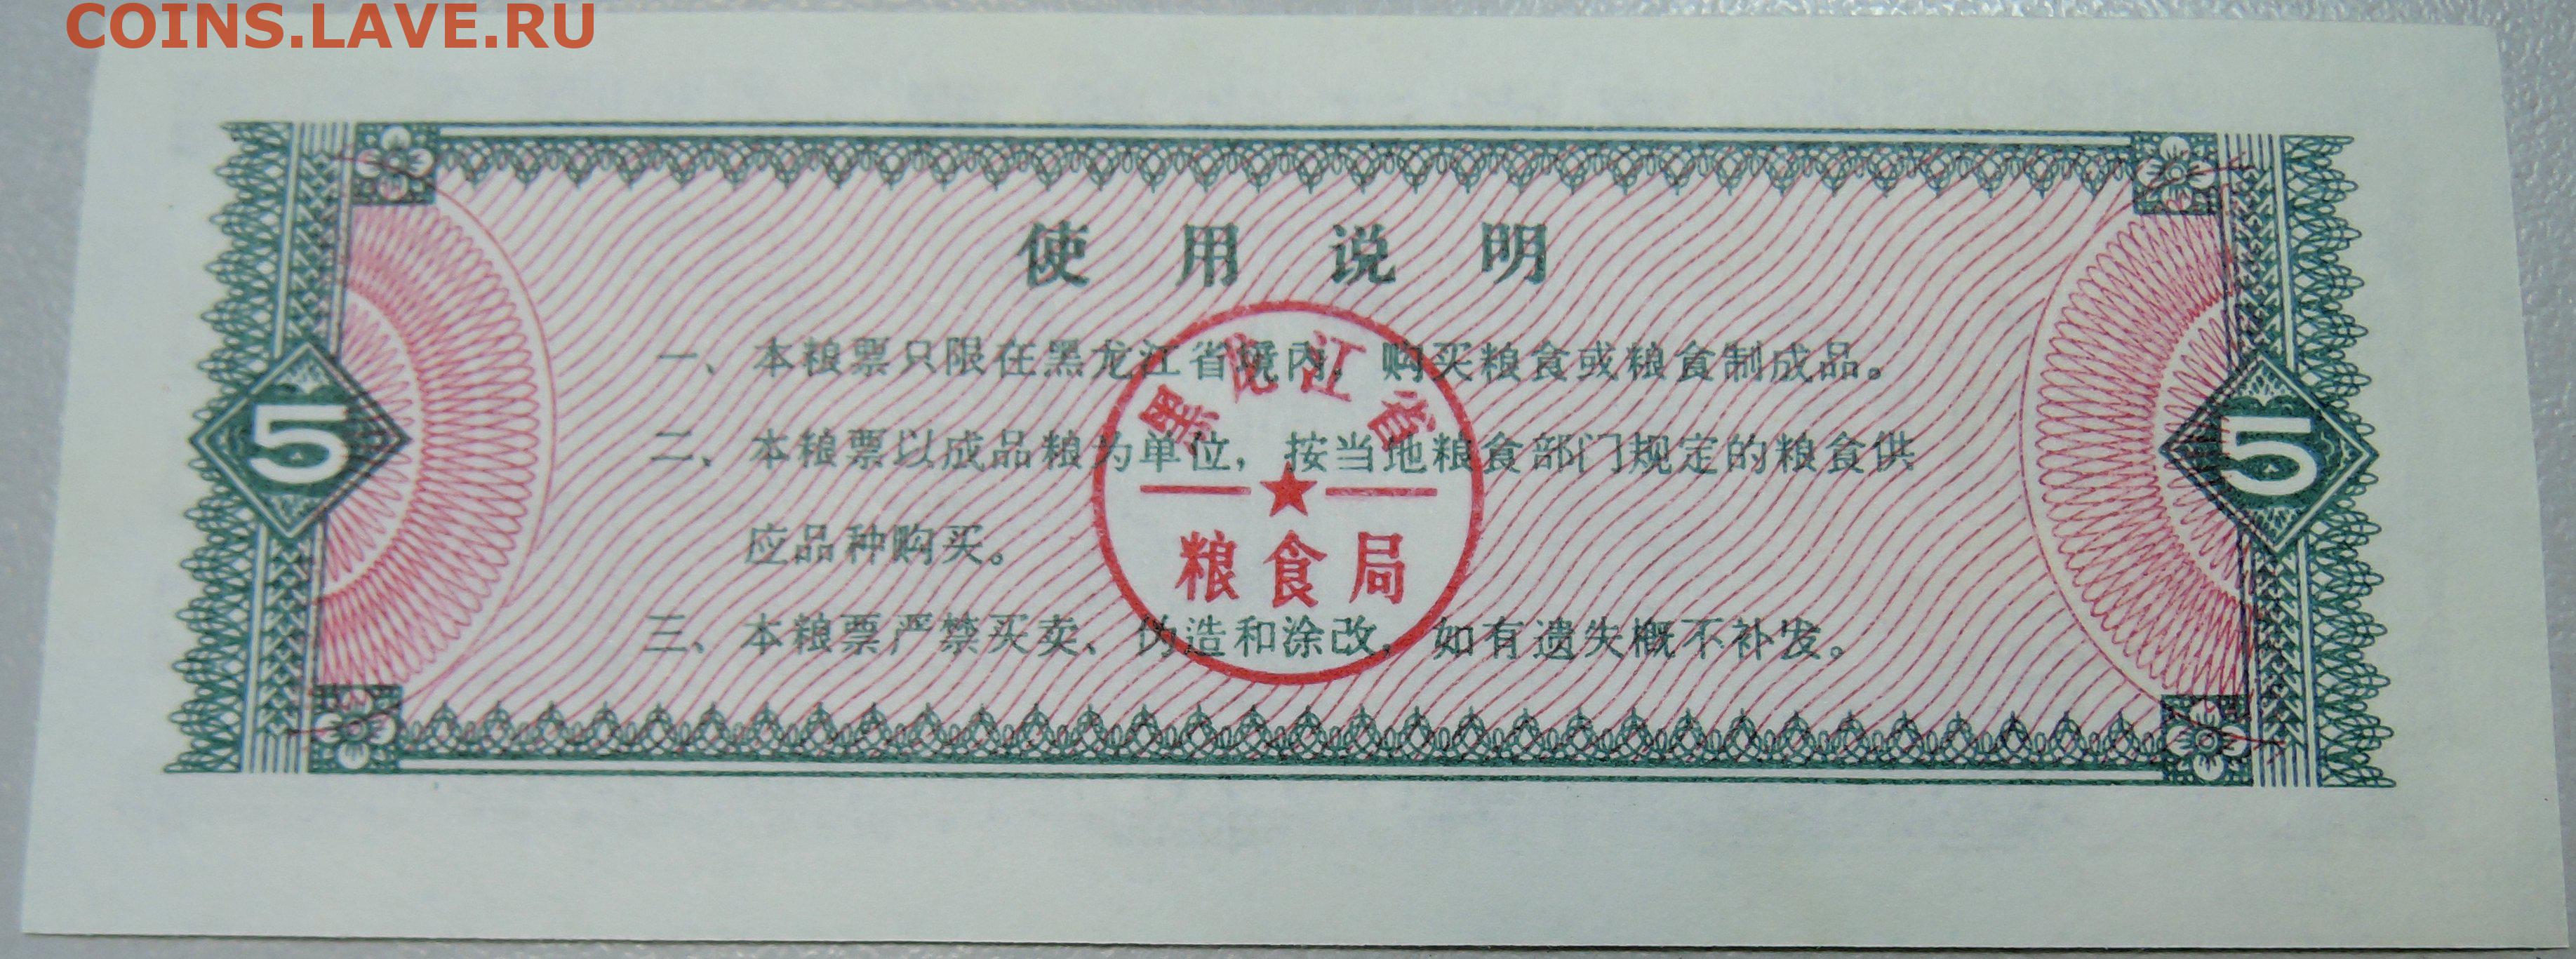 COINS.LAVE.RU
使用说明
一、本粮票只限在黑龙江省境内，购买粮食或粮食制成品。
二、本粮票以成品粮为单位，按当地粮食部门规定的粮食供
应品种购买。
三、本粮票严禁买卖、伪造和涂改，如有遗失概不补发。
黑龙江省
粮食局
5
5